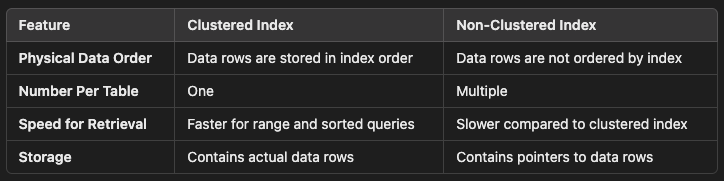 Feature Clustered Index Non-Clustered Index
Physical Data Order Data rows are stored in index order Data rows are not ordered by index
Number Per Table One Multiple
Speed for Retrieval Faster for range and sorted queries Slower compared to clustered index
Storage Contains actual data rows Contains pointers to data rows